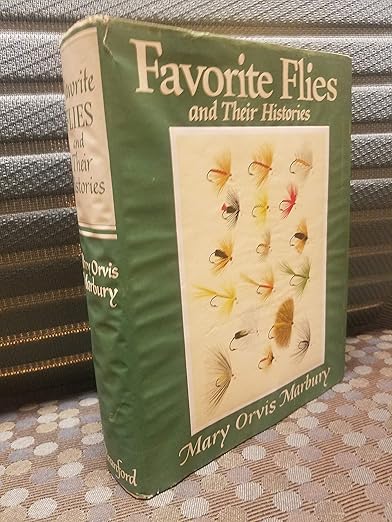 Favorite
FLIES
and
Their
Histories
Mary Orvis
Marbury
Favorite Flies
and Their Histories
Mary Orvis Marbury